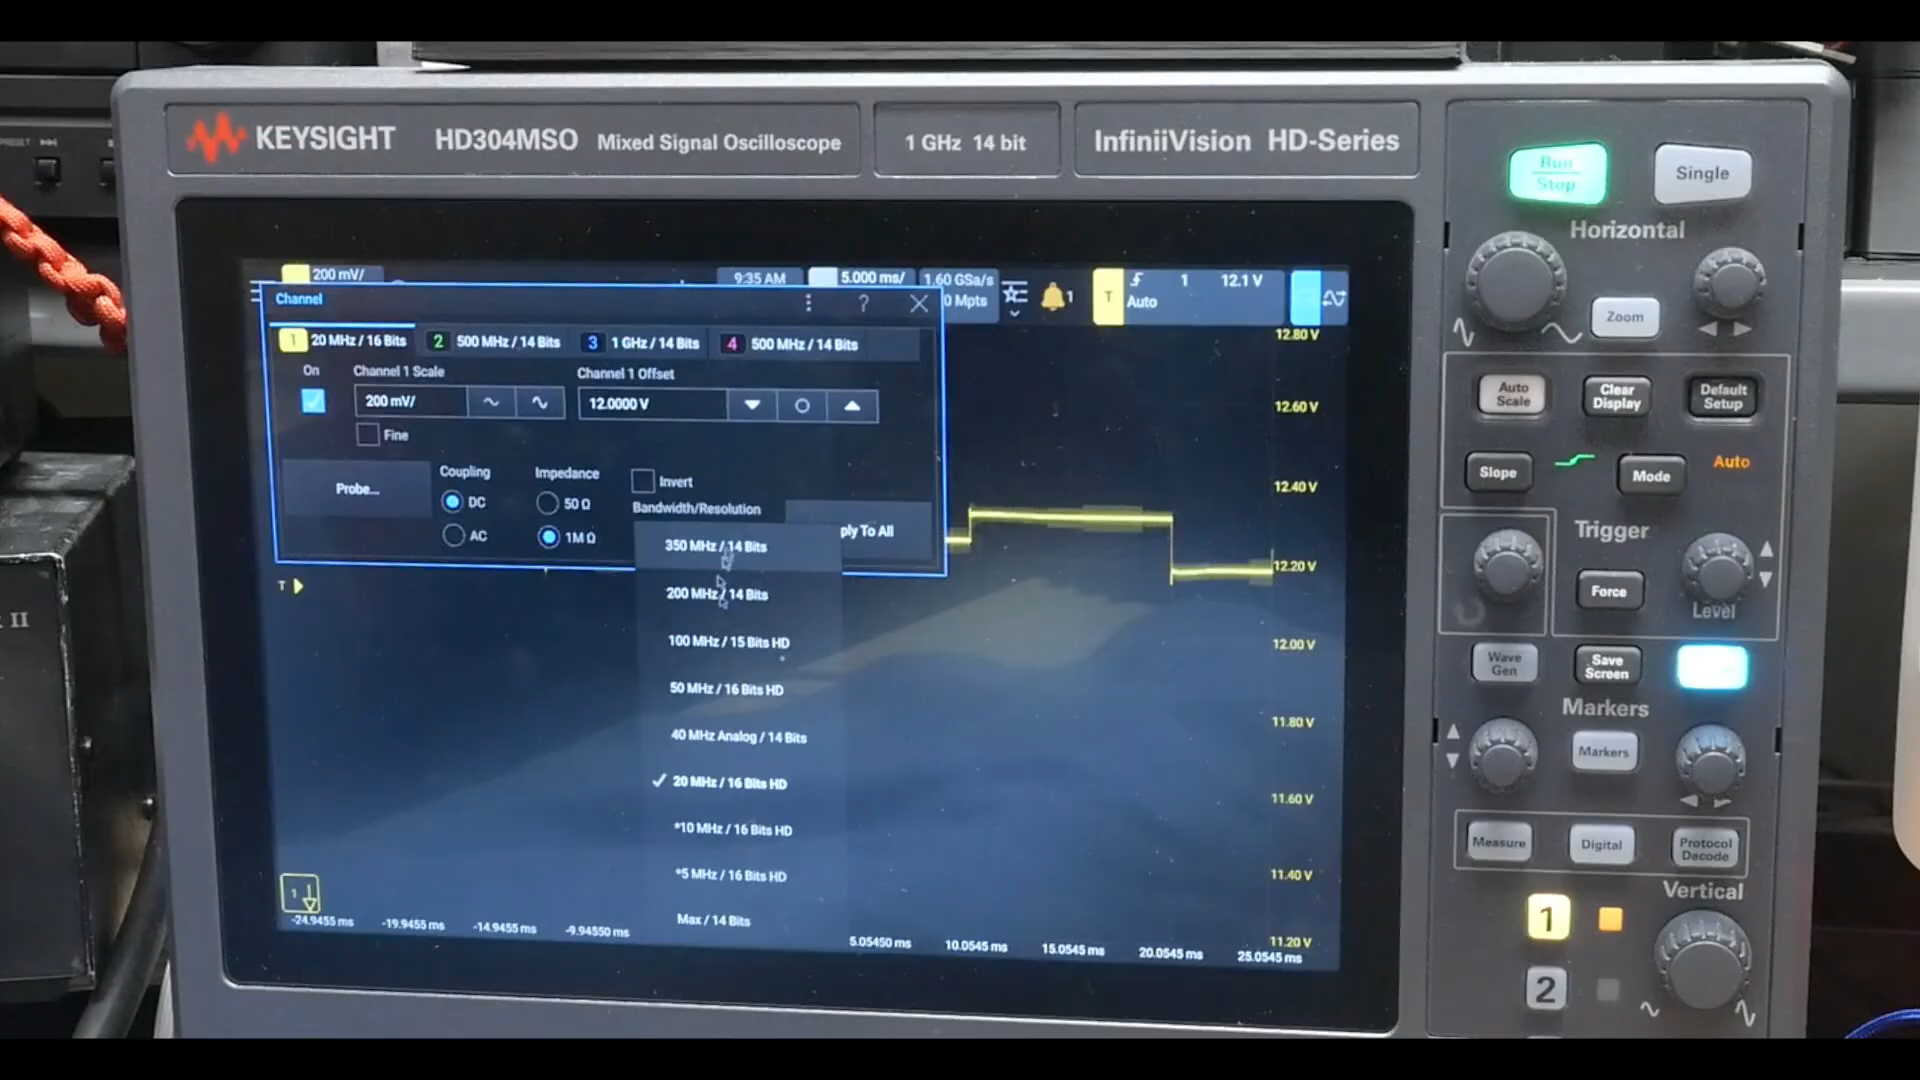 KEYSIGHT HD304MSO Mixed Signal Oscilloscope 1 GHz 14 bit InfiniiVision HD-Series
Run
Stop
Single
Horizontal
Zoom
200 mV/ 9:35 AM 5.000 ms/ 1.60 GSa/s 1 T 1 12.1 V
0 Mpts Auto
Channel ?
1 20 MHz / 16 Bits 2 500 MHz / 14 Bits 3 1 GHz / 14 Bits 4 500 MHz / 14 Bits
On Channel 1 Scale Channel 1 Offset
200 mV/ 12.0000 V
Fine
Probe... Coupling Impedance Invert
DC 50 Ω Bandwidth/Resolution
AC 1M Ω ply To All
350 MHz / 14 Bits
200 MHz / 14 Bits
100 MHz / 15 Bits HD
50 MHz / 16 Bits HD
40 MHz Analog / 14 Bits
20 MHz / 16 Bits HD
*10 MHz / 16 Bits HD
*5 MHz / 16 Bits HD
Max / 14 Bits
T
12.80 V
12.60 V
12.40 V
12.20 V
12.00 V
11.80 V
11.60 V
11.40 V
11.20 V
1
-24.9455 ms -19.9455 ms -14.9455 ms -9.94550 ms 5.05450 ms 10.0545 ms 15.0545 ms 20.0545 ms 25.0545 ms
Auto
Scale
Clear
Display
Default
Setup
Slope
Mode
Auto
Trigger
Force
Level
Wave
Gen
Save
Screen
Markers
Markers
Measure
Digital
Protocol
Decode
Vertical
1
2
II